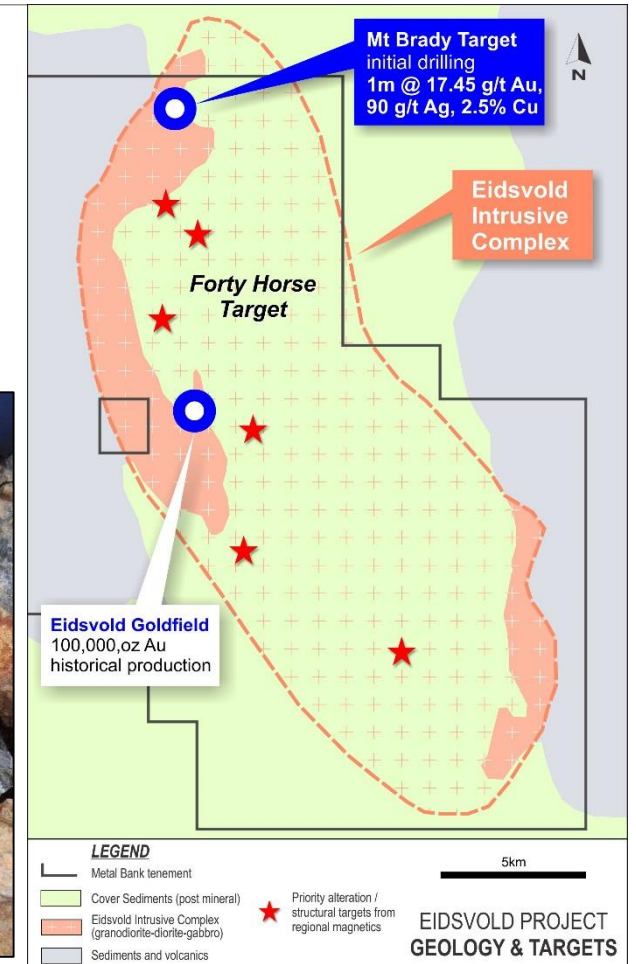 Mt Brady Target
initial drilling
1m @ 17.45 g/t Au,
90 g/t Ag, 2.5% Cu
N
Eidsvold
Intrusive
Complex
Forty Horse
Target
Eidsvold Goldfield
100,000,oz Au
historical production
LEGEND
Metal Bank tenement
Cover Sediments (post mineral)
Eidsvold Intrusive Complex
(granodiorite-diorite-gabbro)
Sediments and volcanics
Priority alteration /
structural targets from
regional magnetics
5km
EIDSVOLD PROJECT
GEOLOGY & TARGETS